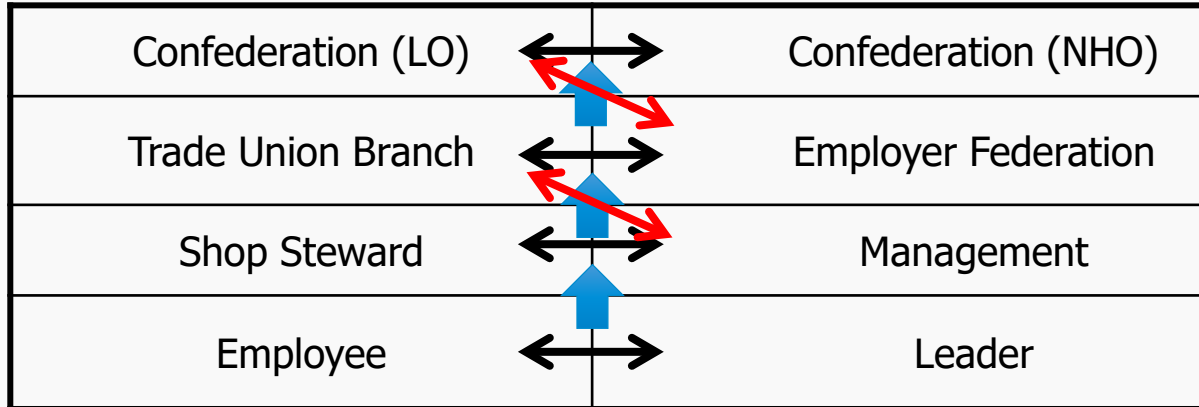 Confederation (LO) Confederation (NHO)
Trade Union Branch Employer Federation
Shop Steward Management
Employee Leader